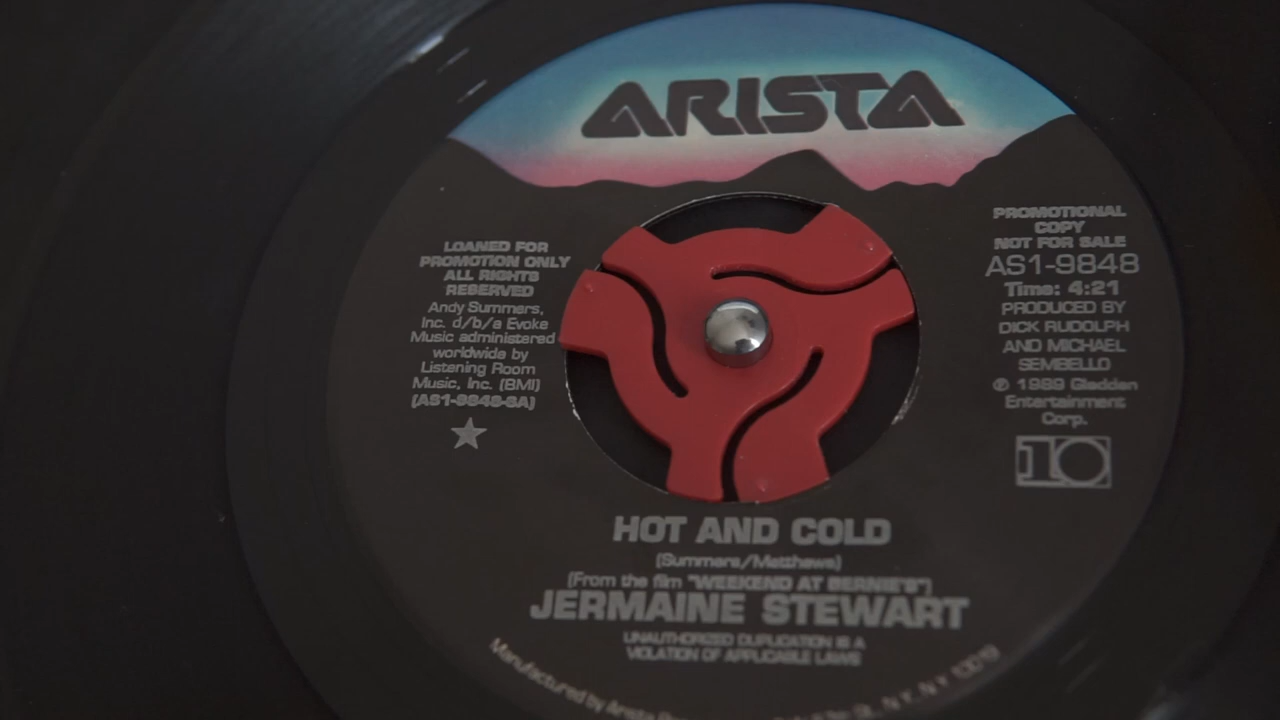 ARISTA
LOANED FOR
PROMOTION ONLY
ALL RIGHTS
RESERVED
Andy Summers,
Inc. d/b/a Evoke
Music administered
worldwide by
Listening Room
Music, Inc. (BMI)
(AS1-9848-SA)
PROMOTIONAL
COPY
NOT FOR SALE
AS1-9848
Time: 4:21
PRODUCED BY
DICK RUDOLPH
AND MICHAEL
SEMBELLO
℗ 1989 Gladden
Entertainment
Corp.
10
HOT AND COLD
(Summers/Matthews)
(From the film "WEEKEND AT BERNIE'S")
JERMAINE STEWART
UNAUTHORIZED DUPLICATION IS A
VIOLATION OF APPLICABLE LAWS
Manufactured by Arista St., N.Y., N.Y. 10019